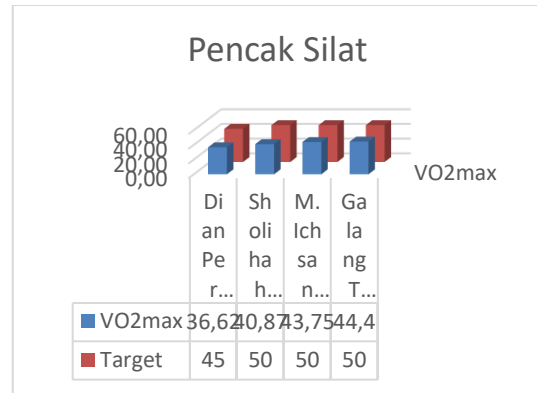 Pencak Silat
60,00
40,00
20,00
0,00
VO2max
Di Sh M. Ga
an oli Ich la
Pe ha sa ng
r... h... n... T...
VO2max 36,62 40,87 43,75 44,4
Target 45 50 50 50